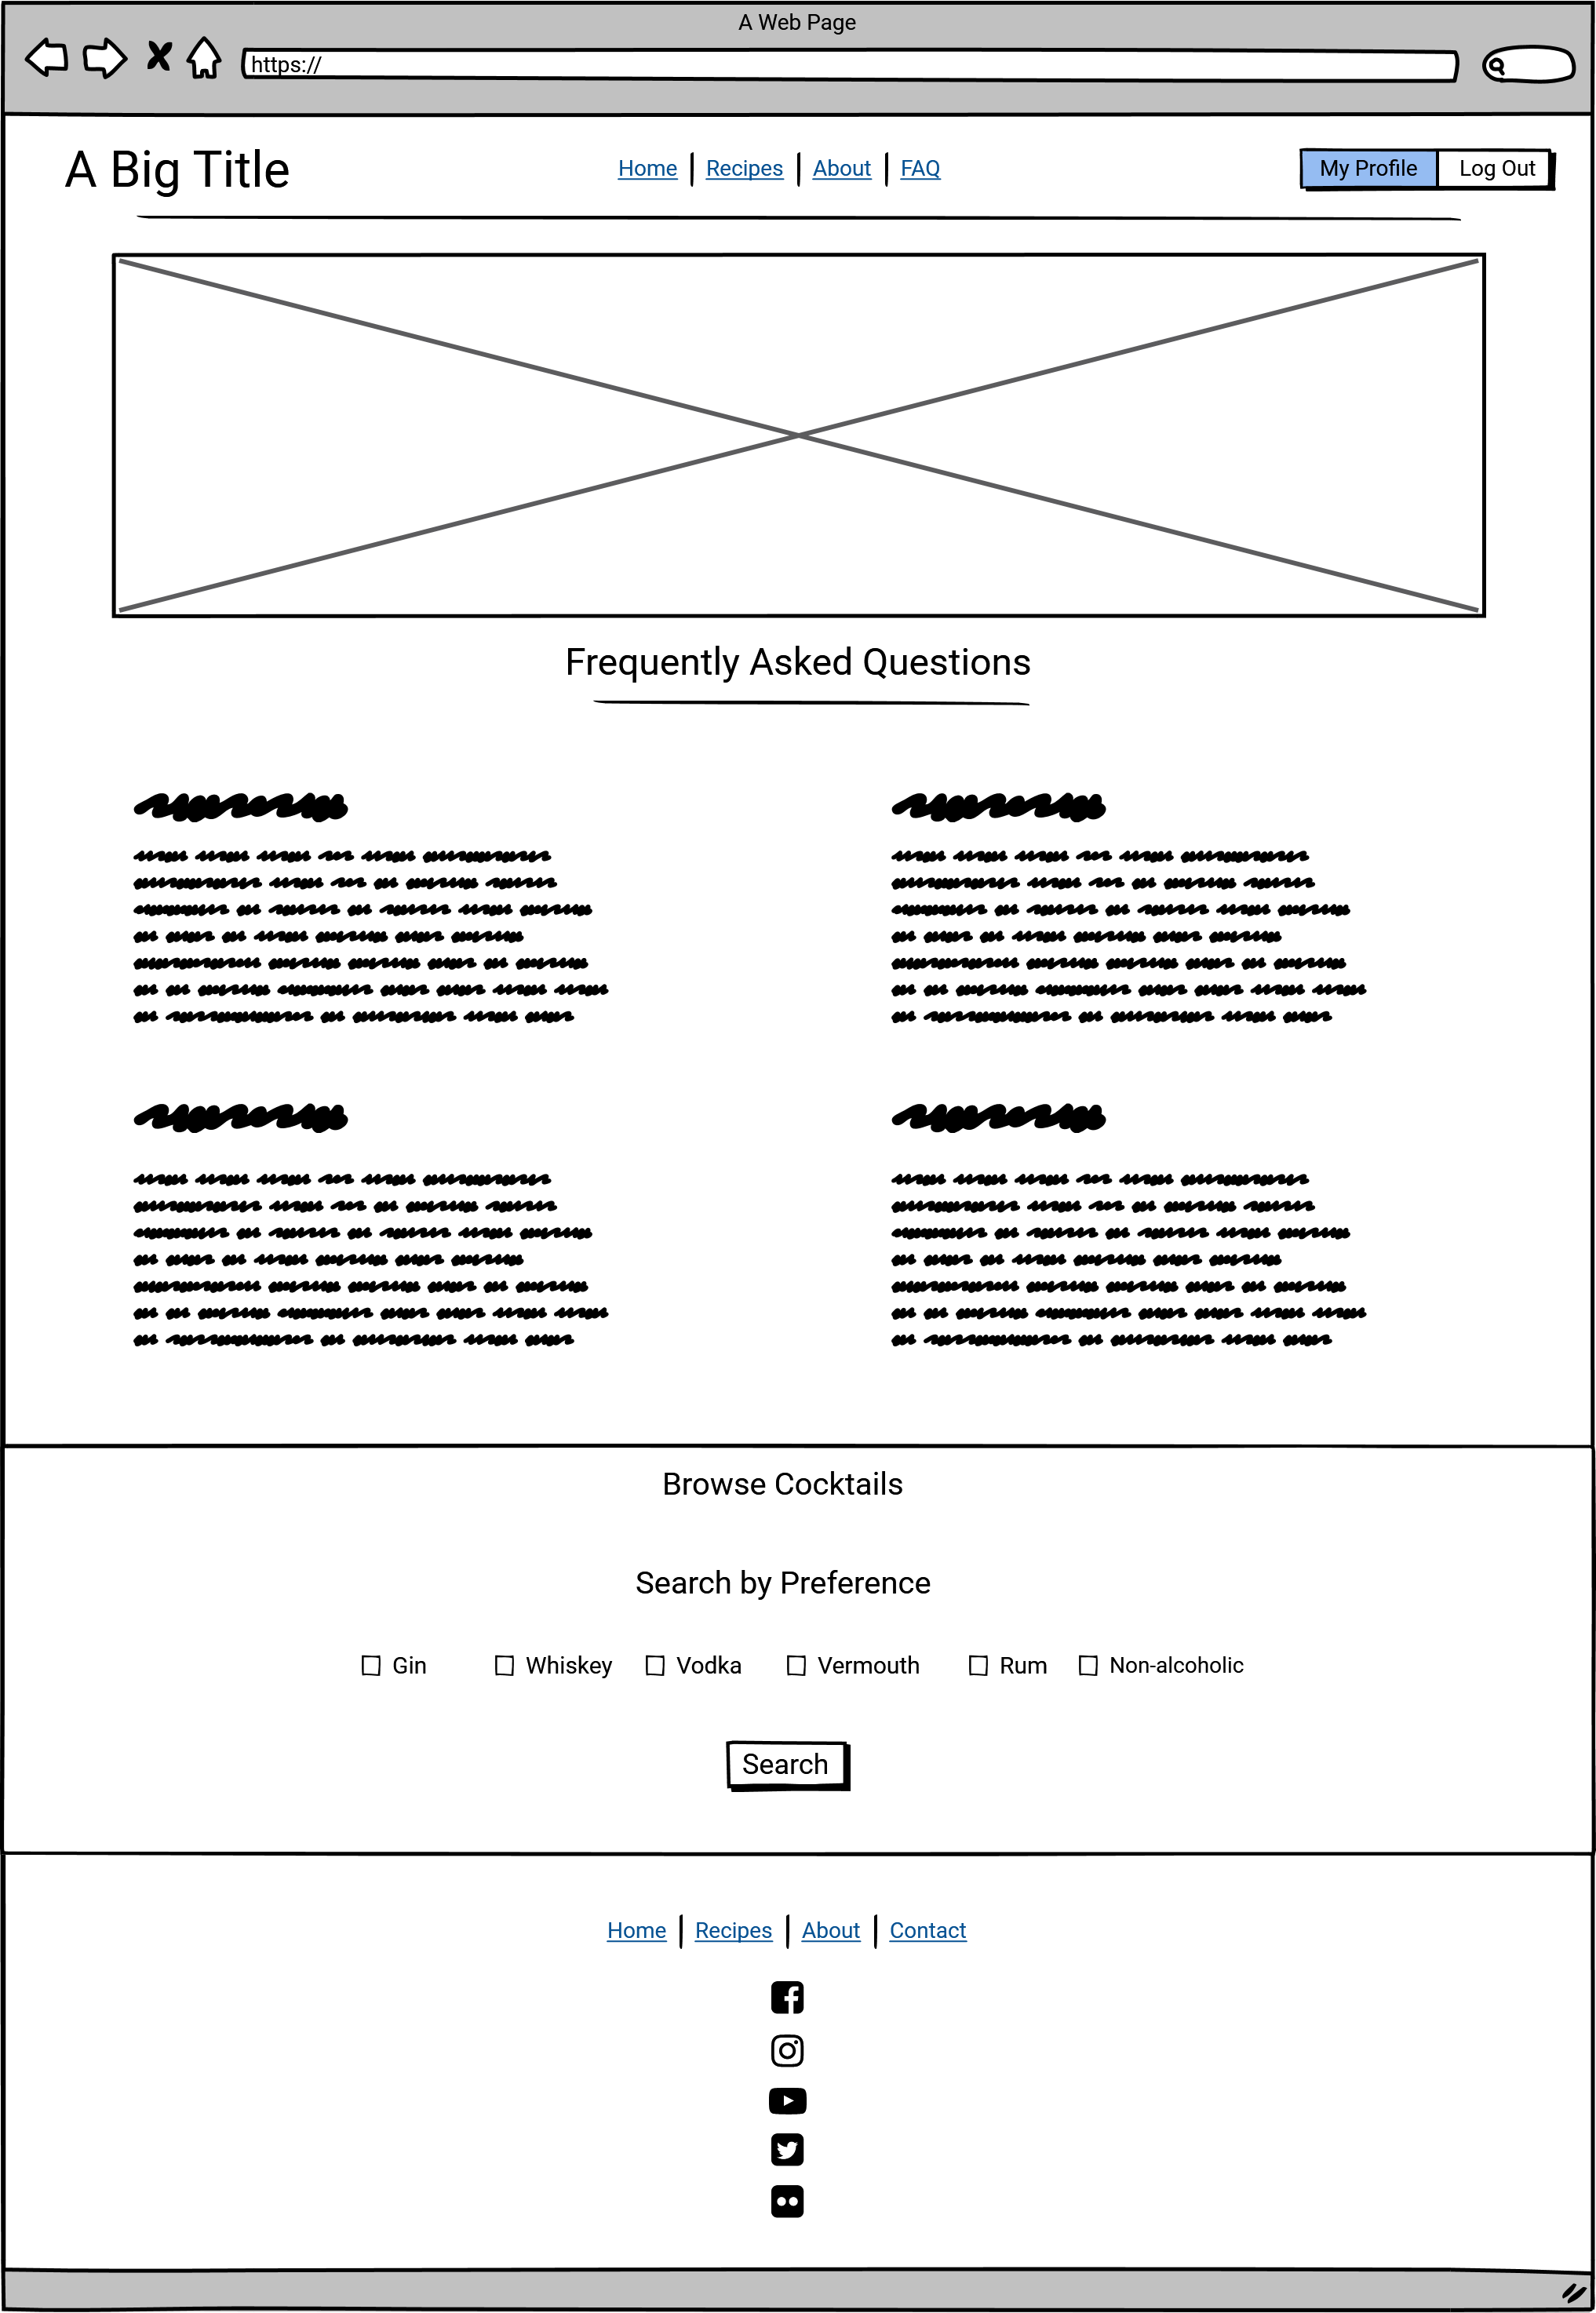 A Web Page
https://
A Big Title
Home Recipes About FAQ
My Profile Log Out
Frequently Asked Questions
Browse Cocktails
Search by Preference
Gin Whiskey Vodka Vermouth Rum Non-alcoholic
Search
Home Recipes About Contact